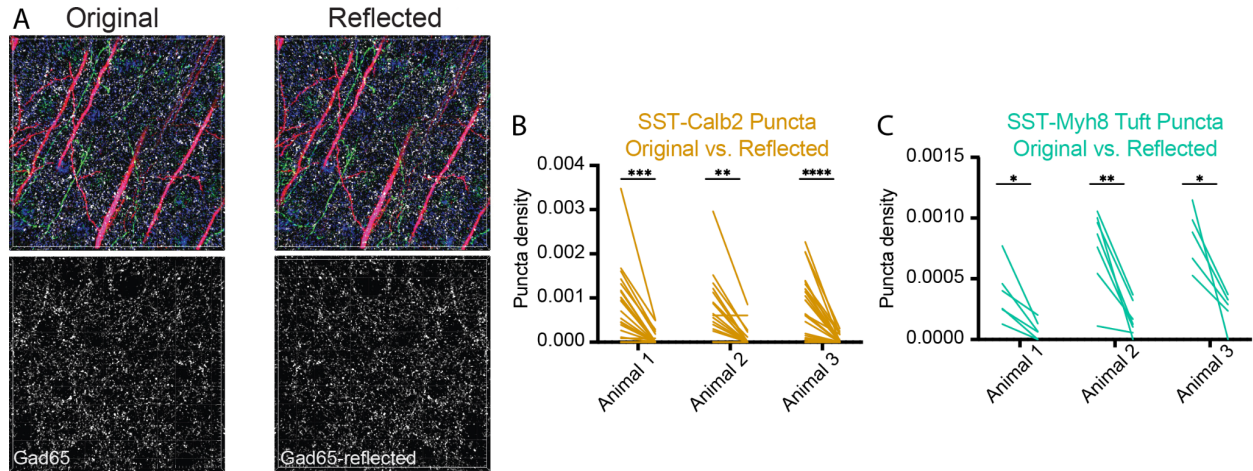 A
Original
Reflected
Gad65
Gad65-reflected
B
SST-Calb2 Puncta
Original vs. Reflected
Puncta density
0.004
0.003
0.002
0.001
0.000
***
**
****
Animal 1
Animal 2
Animal 3
C
SST-Myh8 Tuft Puncta
Original vs. Reflected
Puncta density
0.0015
0.0010
0.0005
0.0000
*
**
*
Animal 1
Animal 2
Animal 3